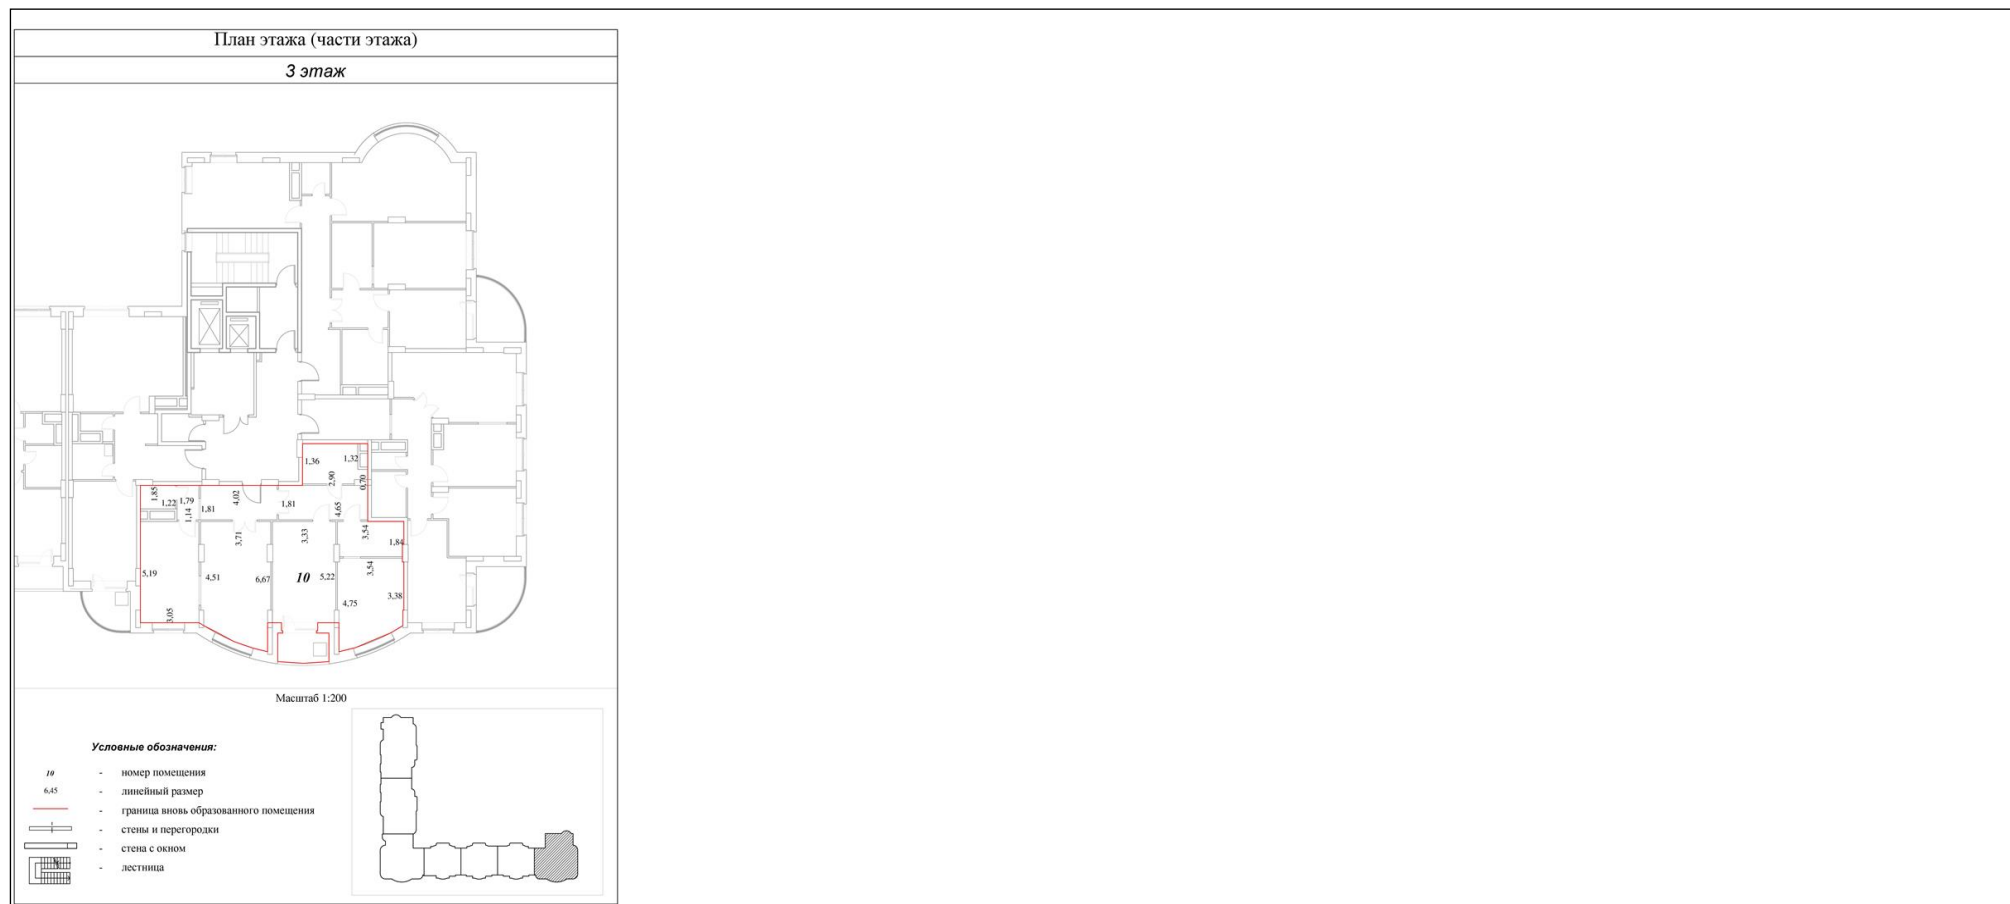 План этажа (части этажа)
3 этаж
1,36
1,32
2,90
0,70
1,85
1,22
1,79
1,14
1,81
4,02
1,81
4,65
3,71
3,33
3,54
1,84
5,19
4,51
6,67
10
5,22
3,54
4,75
3,38
3,05
Масштаб 1:200
Условные обозначения:
10 - номер помещения
6,45 - линейный размер
- граница вновь образованного помещения
- стены и перегородки
- стена с окном
- лестница